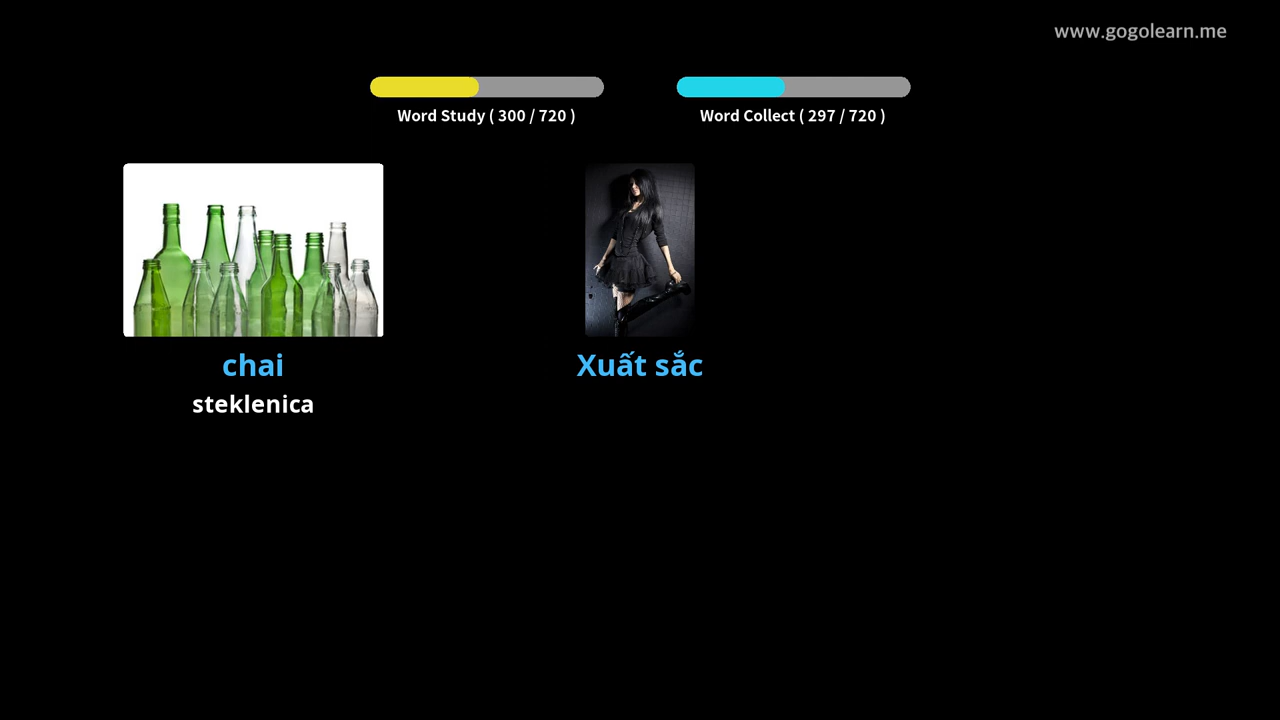 www.gogolearn.me
Word Study ( 300 / 720 )
Word Collect ( 297 / 720 )
chai
steklenica
Xuất sắc